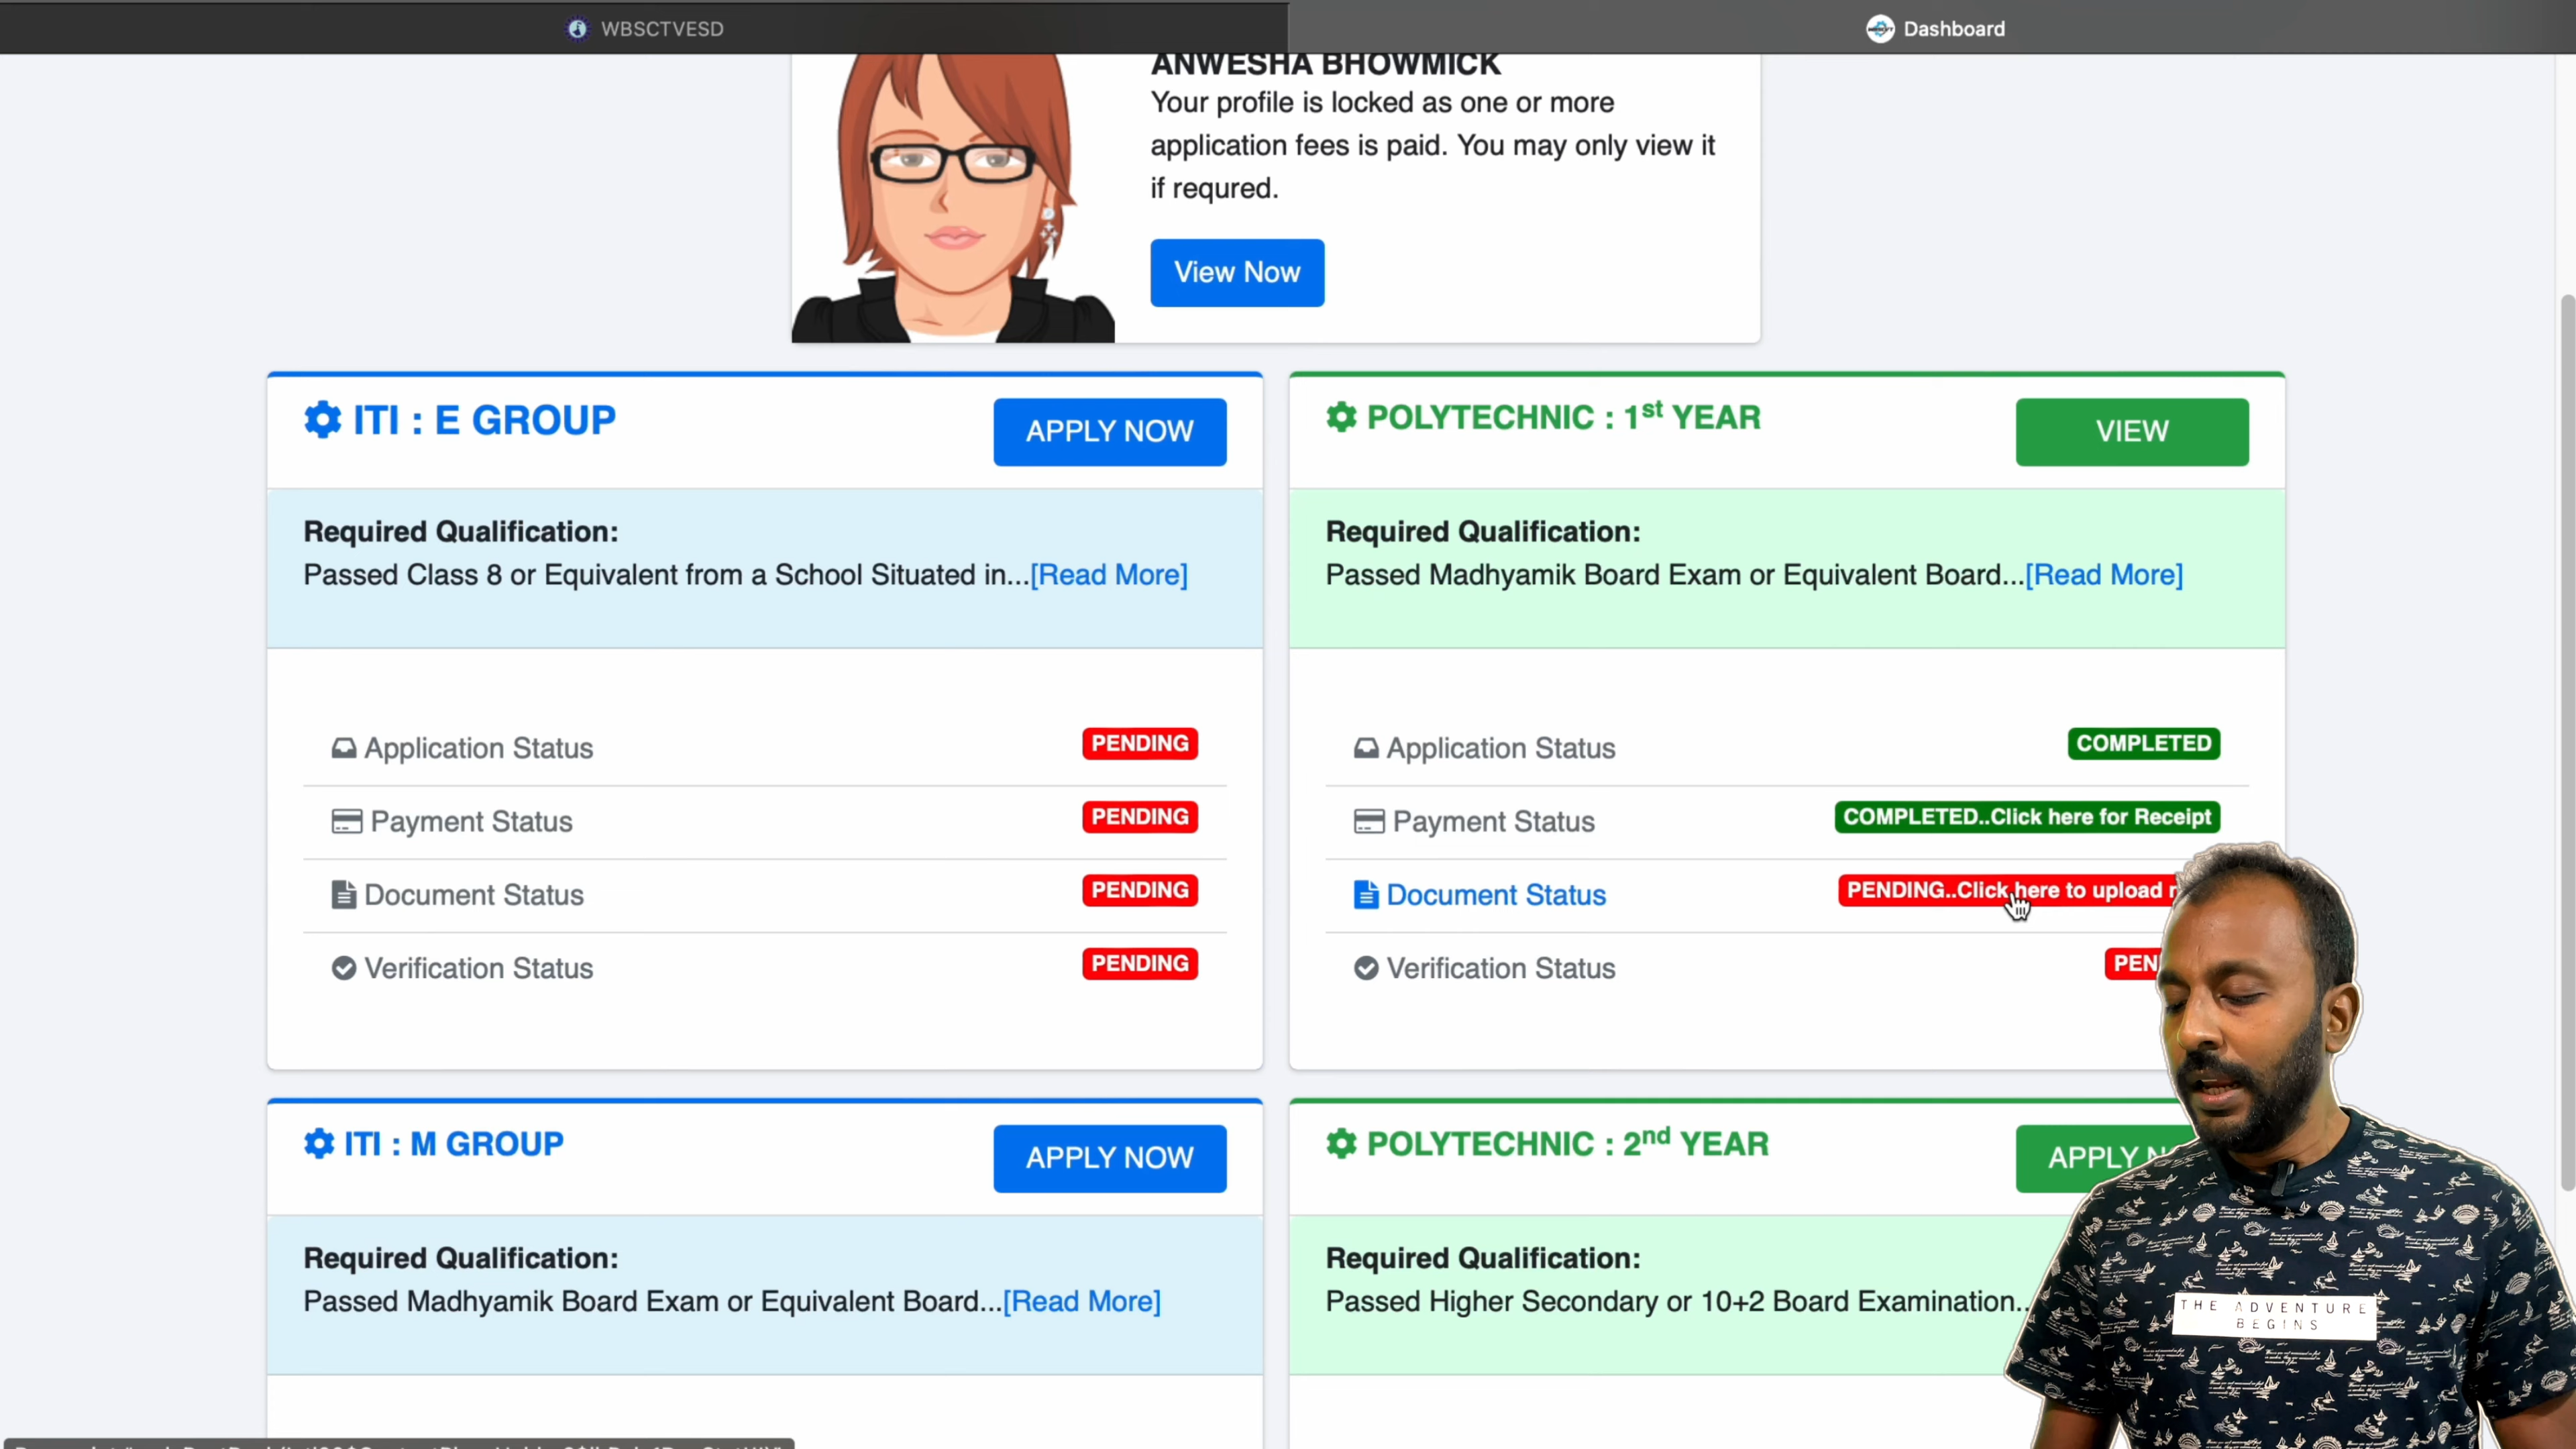 WBSCTVESD
Dashboard
ANWESHA BHOWMICK
Your profile is locked as one or more
application fees is paid. You may only view it
if requred.
View Now
ITI : E GROUP
APPLY NOW
Required Qualification:
Passed Class 8 or Equivalent from a School Situated in...[Read More]
Application Status PENDING
Payment Status PENDING
Document Status PENDING
Verification Status PENDING
POLYTECHNIC : 1st YEAR
VIEW
Required Qualification:
Passed Madhyamik Board Exam or Equivalent Board...[Read More]
Application Status COMPLETED
Payment Status COMPLETED..Click here for Receipt
Document Status PENDING..Click here to upload
Verification Status
ITI : M GROUP
APPLY NOW
Required Qualification:
Passed Madhyamik Board Exam or Equivalent Board...[Read More]
POLYTECHNIC : 2nd YEAR
APPLY
Required Qualification:
Passed Higher Secondary or 10+2 Board Examination..
THE ADVENTURE
BEGINS